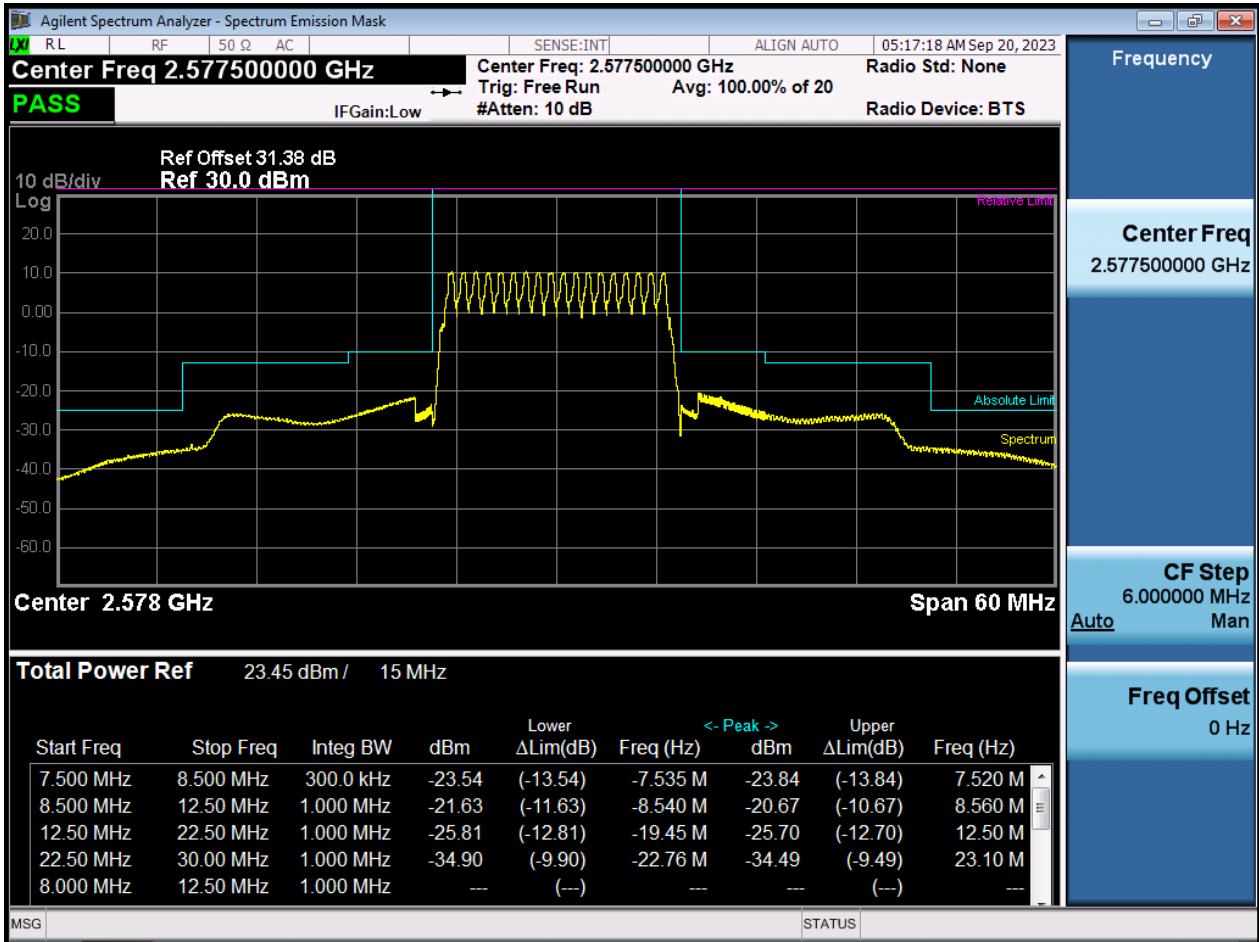 Agilent Spectrum Analyzer - Spectrum Emission Mask
LXI RL RF 50 Ω AC SENSE:INT ALIGN AUTO 05:17:18 AM Sep 20, 2023
Center Freq 2.577500000 GHz
PASS
IFGain:Low
Center Freq: 2.577500000 GHz
Trig: Free Run Avg: 100.00% of 20
#Atten: 10 dB
Radio Std: None
Radio Device: BTS
Ref Offset 31.38 dB
10 dB/div Ref 30.0 dBm
Log
Relative Limit
20.0
10.0
0.00
-10.0
-20.0
Absolute Limit
-30.0
Spectrum
-40.0
-50.0
-60.0
Center 2.578 GHz Span 60 MHz
Total Power Ref 23.45 dBm / 15 MHz
Lower <- Peak -> Upper
Start Freq Stop Freq Integ BW dBm ΔLim(dB) Freq (Hz) dBm ΔLim(dB) Freq (Hz)
7.500 MHz 8.500 MHz 300.0 kHz -23.54 (-13.54) -7.535 M -23.84 (-13.84) 7.520 M
8.500 MHz 12.50 MHz 1.000 MHz -21.63 (-11.63) -8.540 M -20.67 (-10.67) 8.560 M
12.50 MHz 22.50 MHz 1.000 MHz -25.81 (-12.81) -19.45 M -25.70 (-12.70) 12.50 M
22.50 MHz 30.00 MHz 1.000 MHz -34.90 (-9.90) -22.76 M -34.49 (-9.49) 23.10 M
8.000 MHz 12.50 MHz 1.000 MHz --- (---) --- --- (---) ---
MSG STATUS
Frequency
Center Freq
2.577500000 GHz
CF Step
6.000000 MHz
Auto Man
Freq Offset
0 Hz